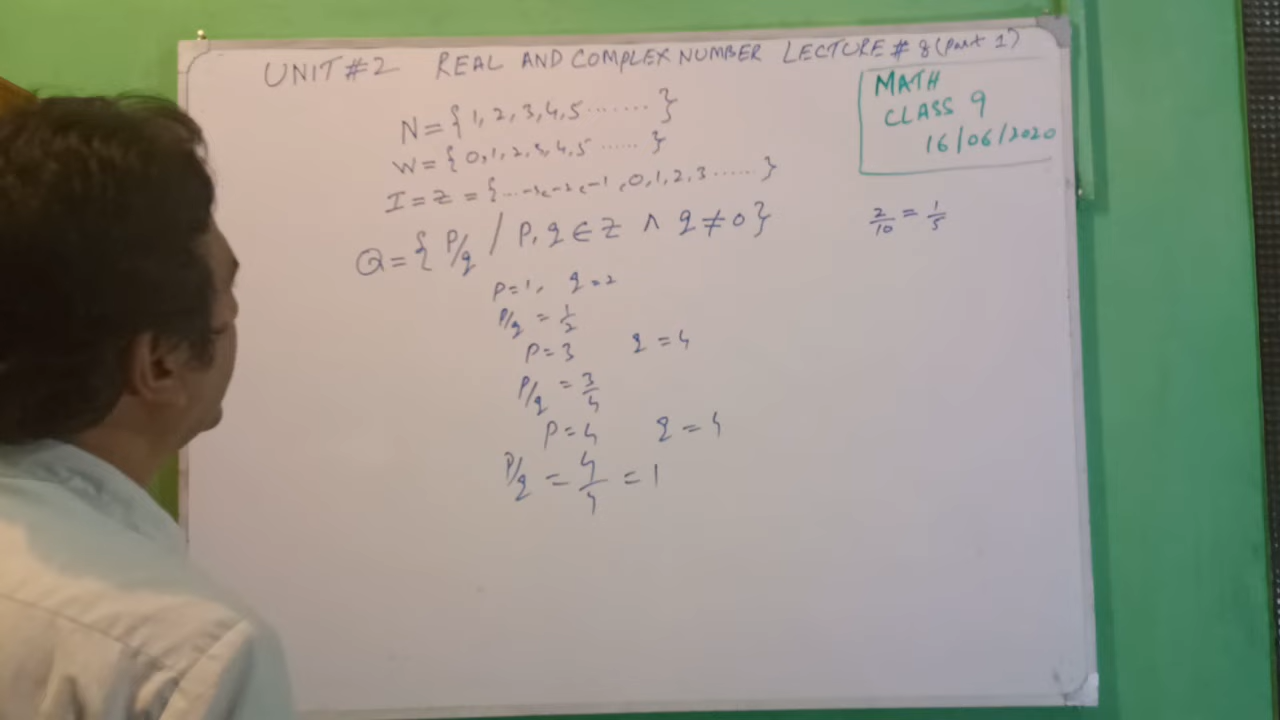 UNIT #2 REAL AND COMPLEX NUMBER LECTURE # 8 (Part 1)
MATH
CLASS 9
16/06/2020
N = {1, 2, 3, 4, 5 .......}
W = {0, 1, 2, 3, 4, 5 ......}
I = Z = {...-3, -2, -1, 0, 1, 2, 3 ......}
Q = { P/q / P, q ∈ Z ∧ q ≠ 0}
2/10 = 1/5
P = 1, q = 2
P/q = 1/2
P = 3 q = 4
P/q = 3/4
P = 4 q = 4
P/q = 4/4 = 1